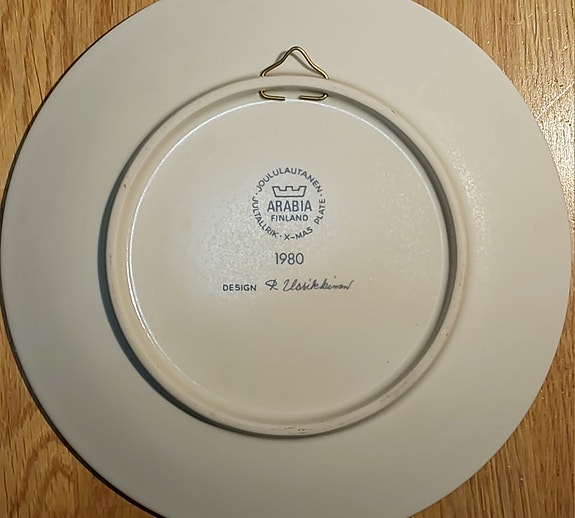 JOULULAUTANEN · X-MAS PLATE · JULTALLRIK ·
ARABIA
FINLAND
1980
DESIGN R. Uosikkinen